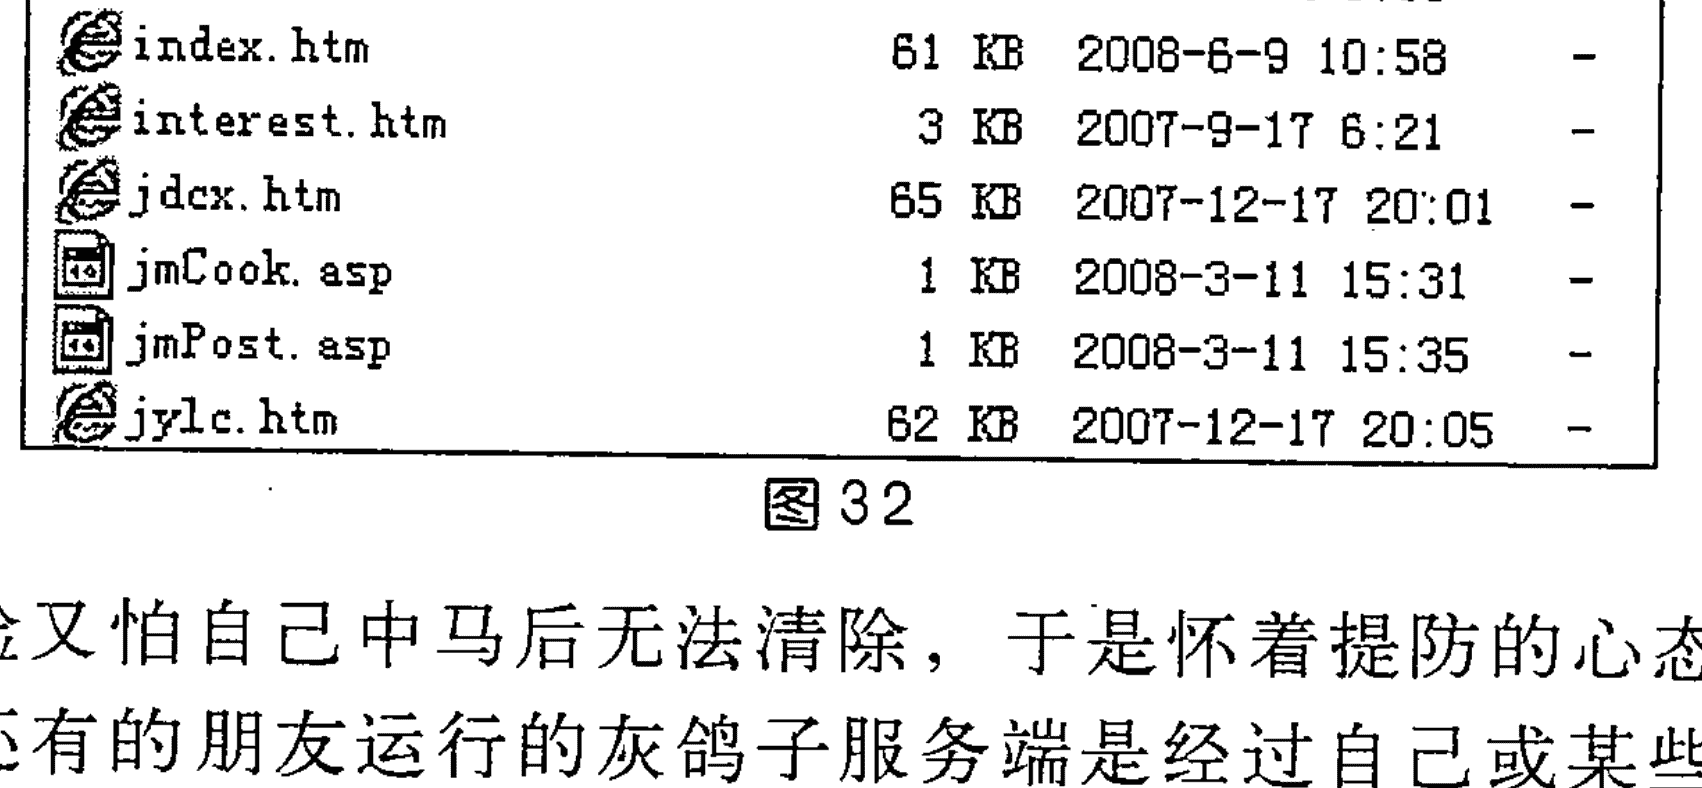 index.htm 61 KB 2008-6-9 10:58 -
interest.htm 3 KB 2007-9-17 6:21 -
jdcx.htm 65 KB 2007-12-17 20:01 -
jmCook.asp 1 KB 2008-3-11 15:31 -
jmPost.asp 1 KB 2008-3-11 15:35 -
jylc.htm 62 KB 2007-12-17 20:05 -
图32
又怕自己中马后无法清除，于是怀着提防的心态
还有的朋友运行的灰鸽子服务端是经过自己或某些